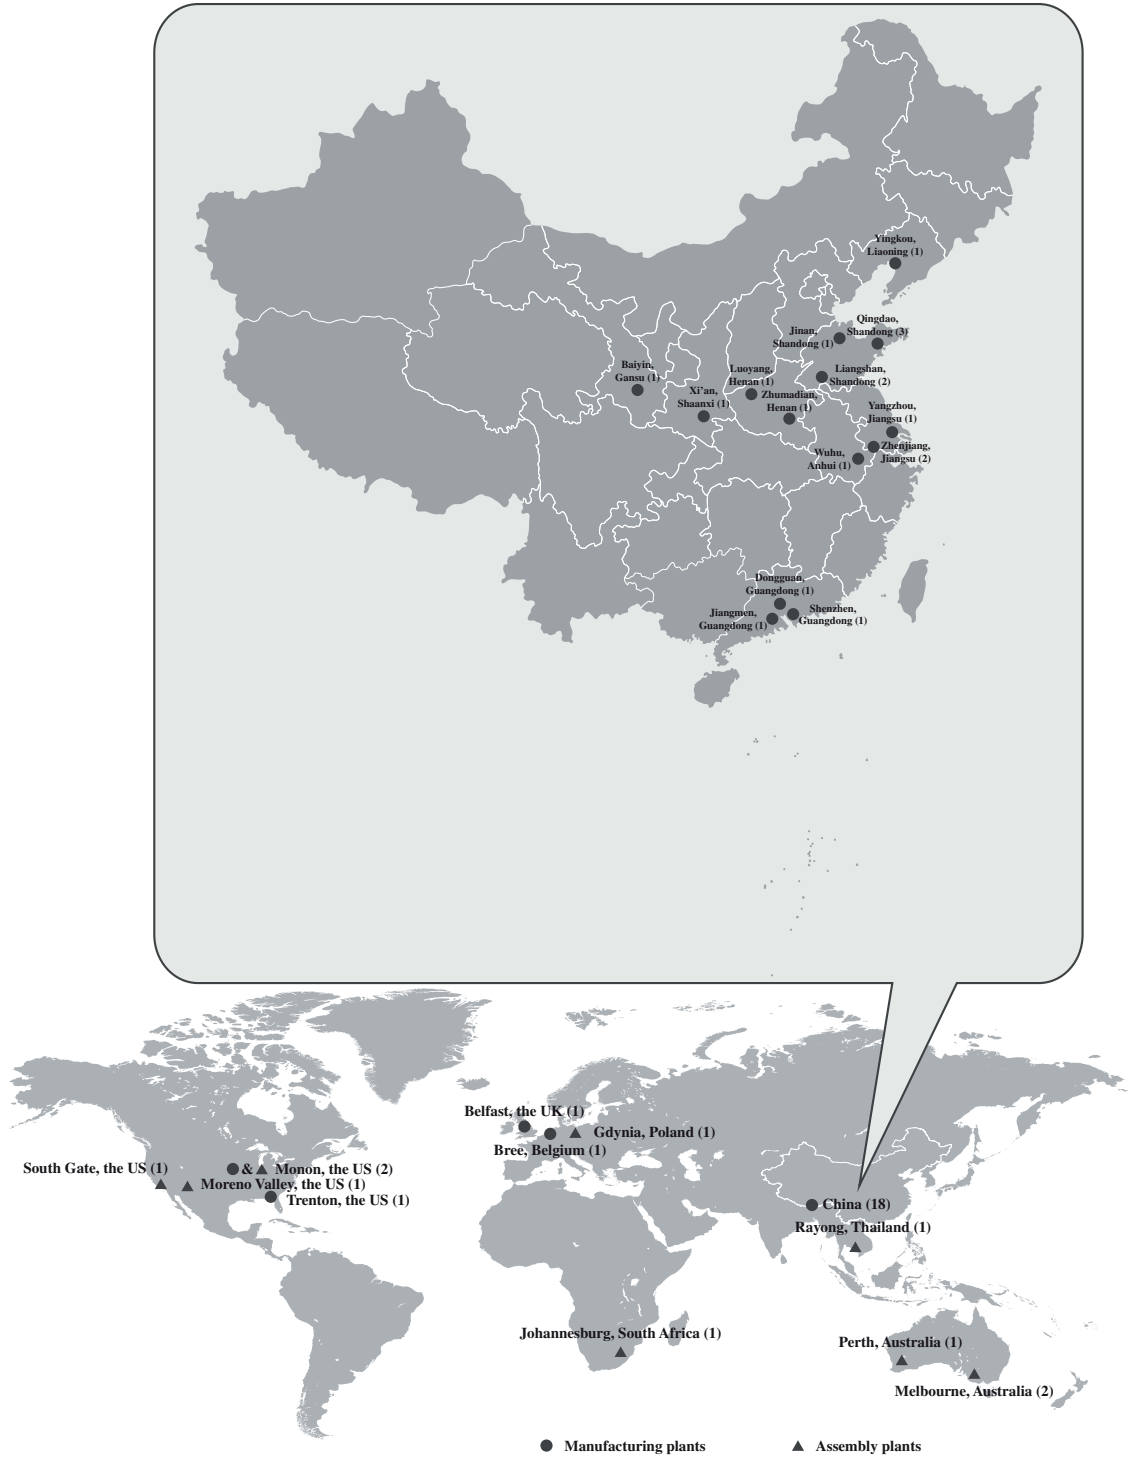 Yingkou,
Liaoning (1)
Qingdao,
Shandong (3)
Jinan,
Shandong (1)
Baiyin,
Gansu (1)
Luoyang,
Henan (1)
Liangshan,
Shandong (2)
Xi'an,
Shaanxi (1)
Zhumadian,
Henan (1)
Yangzhou,
Jiangsu (1)
Zhenjiang,
Jiangsu (2)
Wuhu,
Anhui (1)
Dongguan,
Guangdong (1)
Jiangmen,
Guangdong (1)
Shenzhen,
Guangdong (1)
Belfast, the UK (1)
Gdynia, Poland (1)
Bree, Belgium (1)
South Gate, the US (1)
& Monon, the US (2)
Moreno Valley, the US (1)
Trenton, the US (1)
China (18)
Rayong, Thailand (1)
Johannesburg, South Africa (1)
Perth, Australia (1)
Melbourne, Australia (2)
Manufacturing plants
Assembly plants